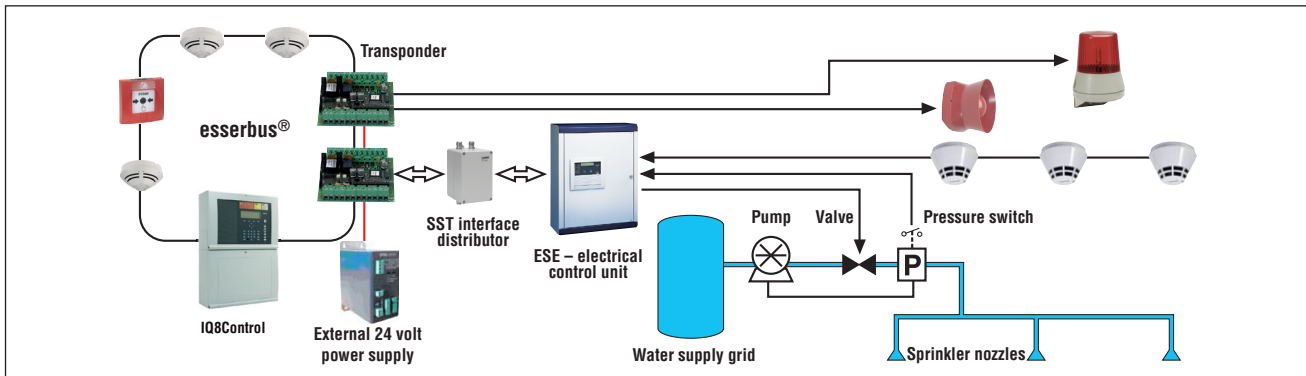 Transponder
esserbus®
SST interface
distributor
ESE – electrical
control unit
Pump
Valve
Pressure switch
P
IQ8Control
External 24 volt
power supply
Water supply grid
Sprinkler nozzles